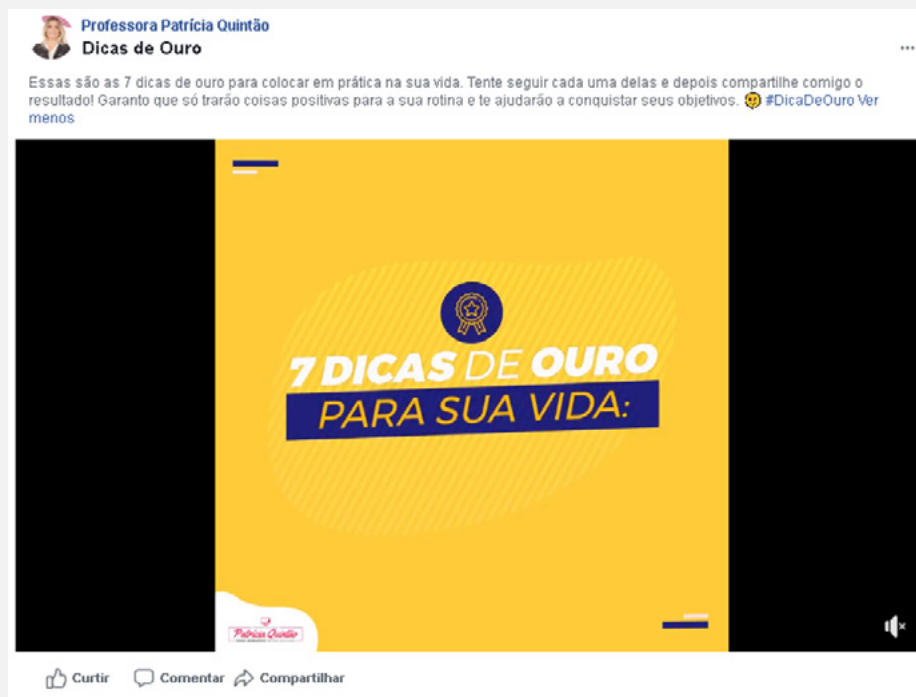 Professora Patrícia Quintão
Dicas de Ouro
Essas são as 7 dicas de ouro para colocar em prática na sua vida. Tente seguir cada uma delas e depois compartilhe comigo o
resultado! Garanto que só trarão coisas positivas para a sua rotina e te ajudarão a conquistar seus objetivos. #DicaDeOuro Ver
menos
7 DICAS DE OURO
PARA SUA VIDA:
Patrícia Quintão
Curtir Comentar Compartilhar